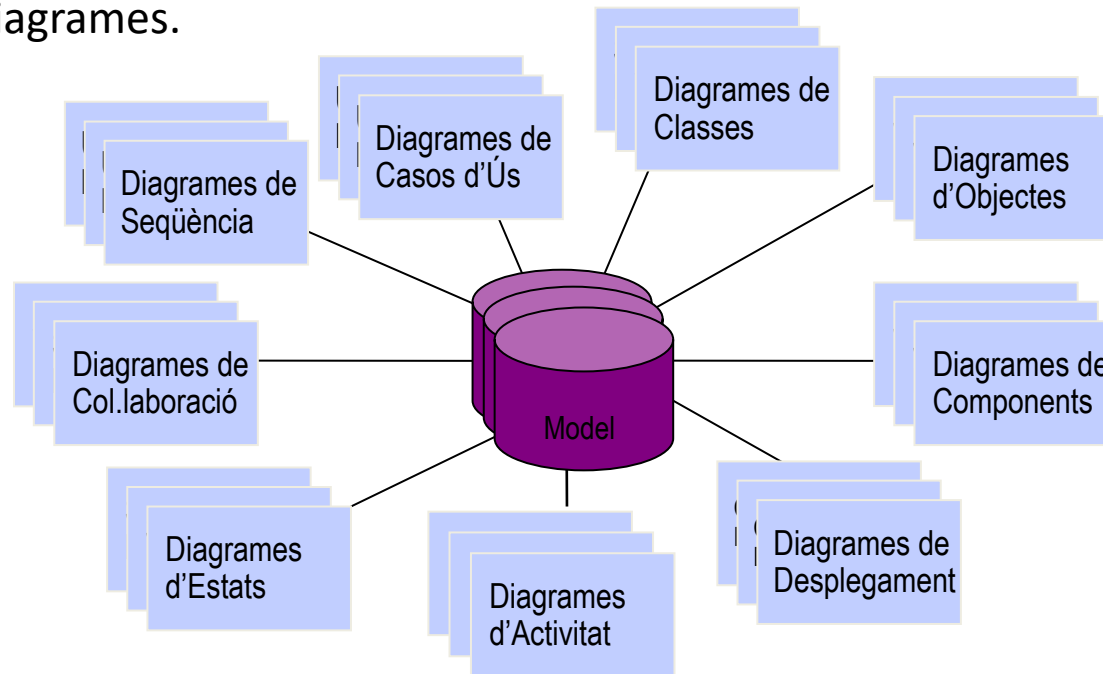 iagrames.
Diagrames de
Classes
Diagrames de
Casos d'Ús
Diagrames
d'Objectes
Diagrames de
Seqüència
Diagrames de
Col.laboració
Diagrames de
Components
Model
Diagrames
d'Estats
Diagrames
d'Activitat
Diagrames de
Desplegament